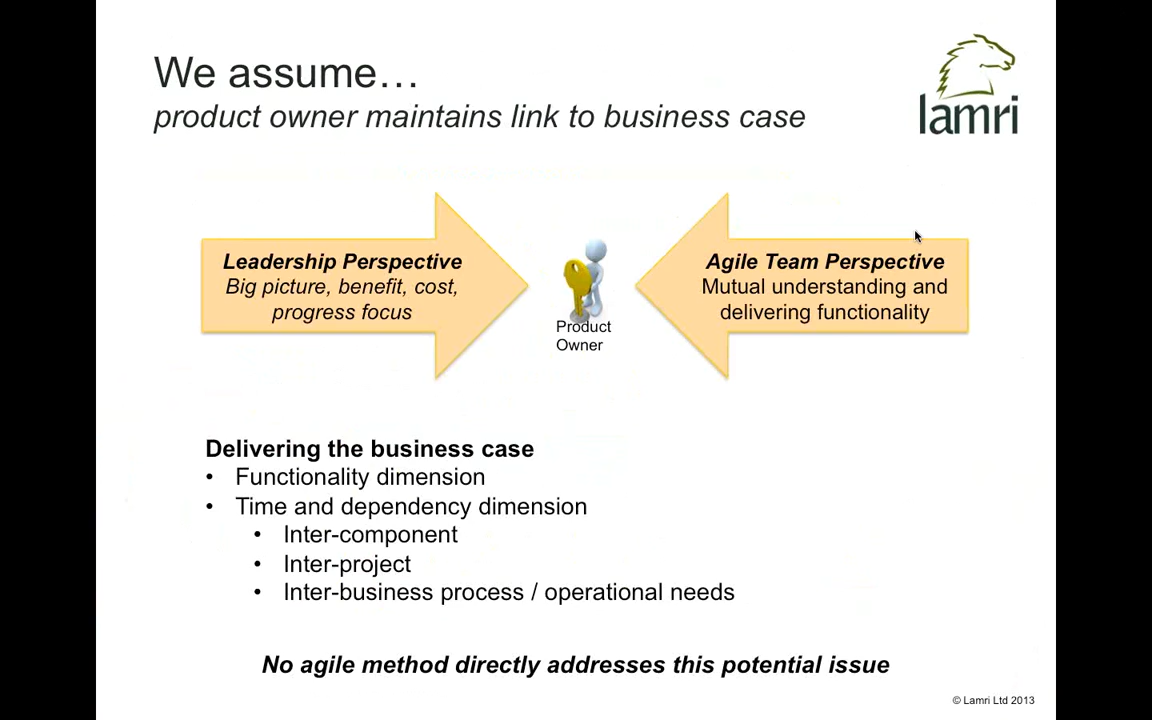 We assume…
product owner maintains link to business case
lamri
Leadership Perspective
Big picture, benefit, cost,
progress focus
Product
Owner
Agile Team Perspective
Mutual understanding and
delivering functionality
Delivering the business case
• Functionality dimension
• Time and dependency dimension
• Inter-component
• Inter-project
• Inter-business process / operational needs
No agile method directly addresses this potential issue
© Lamri Ltd 2013